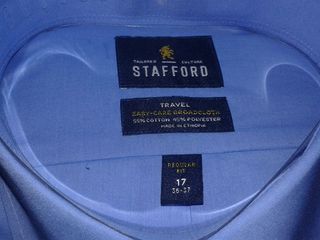 TAILORED CULTURE
STAFFORD
TRAVEL
EASY-CARE BROADCLOTH
55% COTTON 45% POLYESTER
MADE IN ETHIOPIA
REGULAR
FIT
17
36-37